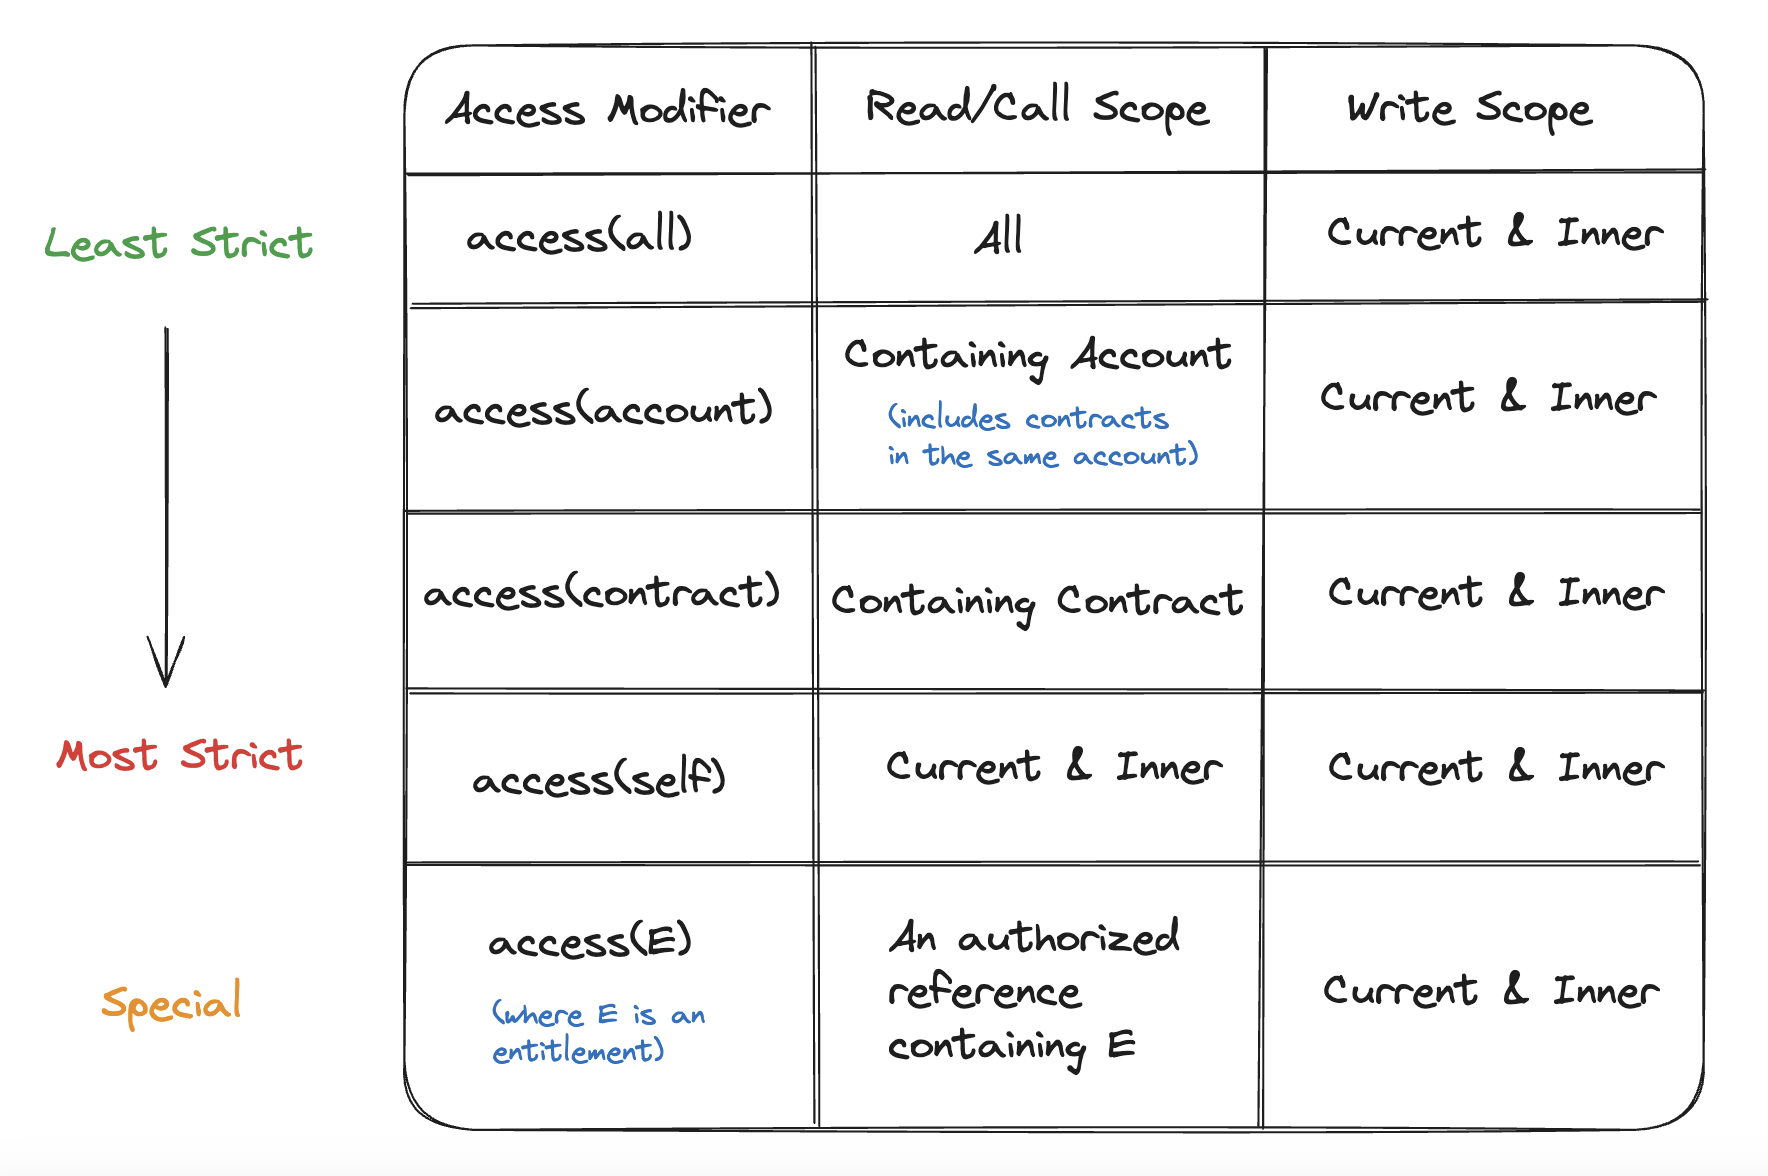 Access Modifier
Read/Call Scope
Write Scope
Least Strict
access(all)
All
Current & Inner
access(account)
Containing Account
(includes contracts
in the same account)
Current & Inner
access(contract)
Containing Contract
Current & Inner
Most Strict
access(self)
Current & Inner
Current & Inner
Special
access(E)
(where E is an
entitlement)
An authorized
reference
containing E
Current & Inner